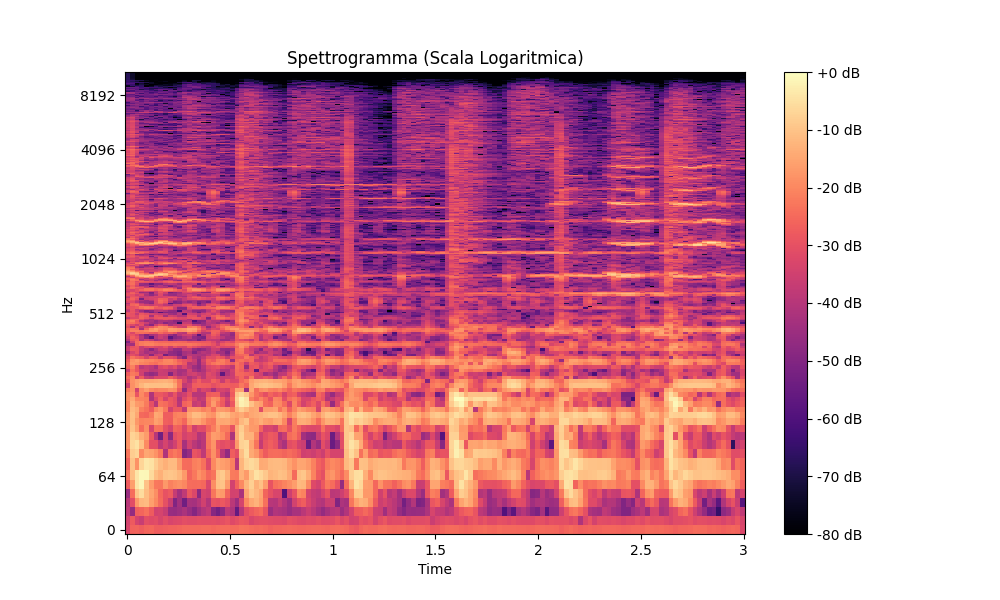 Spettrogramma (Scala Logaritmica)
8192
4096
2048
1024
512
256
128
64
0
Hz
0 0.5 1 1.5 2 2.5 3
Time
+0 dB
-10 dB
-20 dB
-30 dB
-40 dB
-50 dB
-60 dB
-70 dB
-80 dB